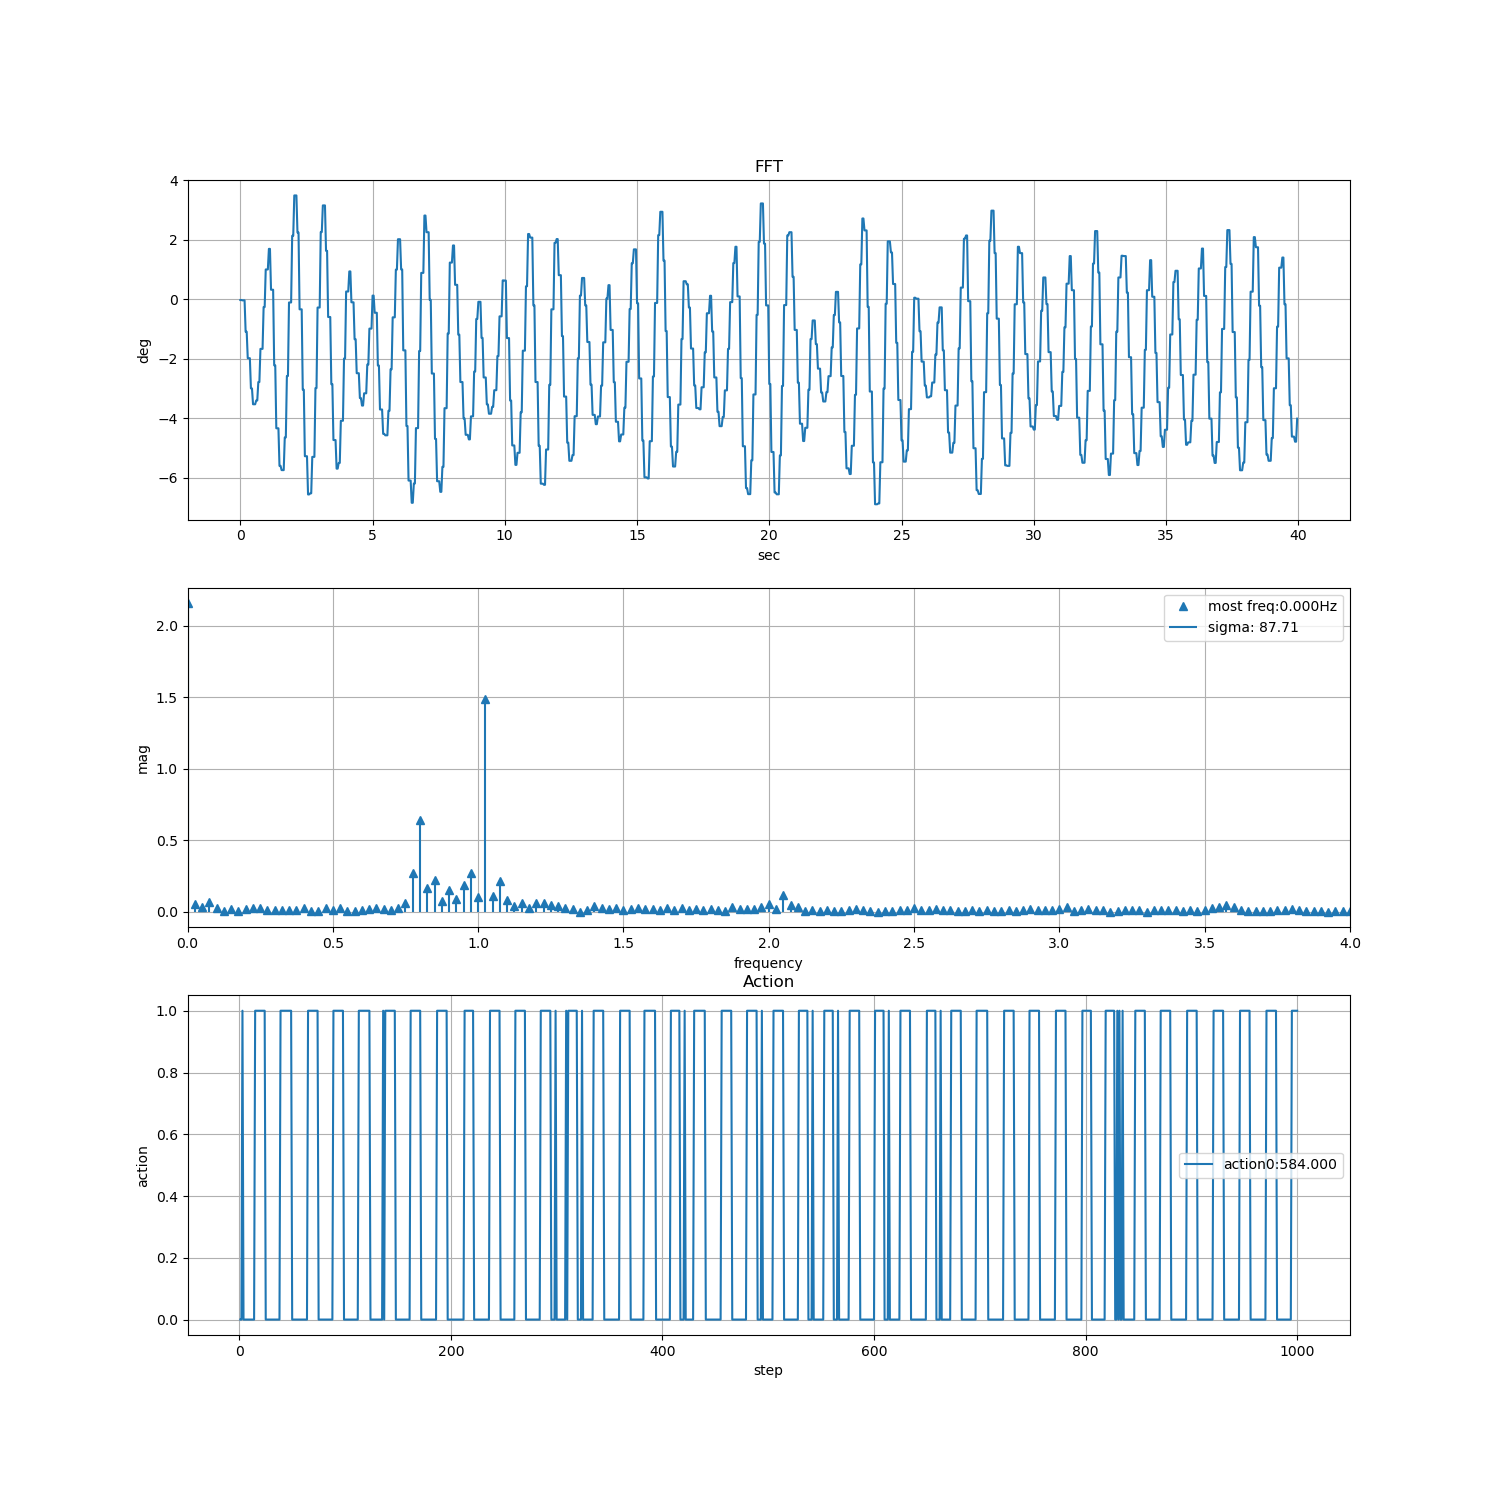 FFT
4
2
0
−2
−4
−6
deg
0 5 10 15 20 25 30 35 40
sec
most freq:0.000Hz
sigma: 87.71
2.0
1.5
1.0
0.5
0.0
mag
0.0 0.5 1.0 1.5 2.0 2.5 3.0 3.5 4.0
frequency
Action
1.0
0.8
0.6
0.4
0.2
0.0
action
action0:584.000
0 200 400 600 800 1000
step